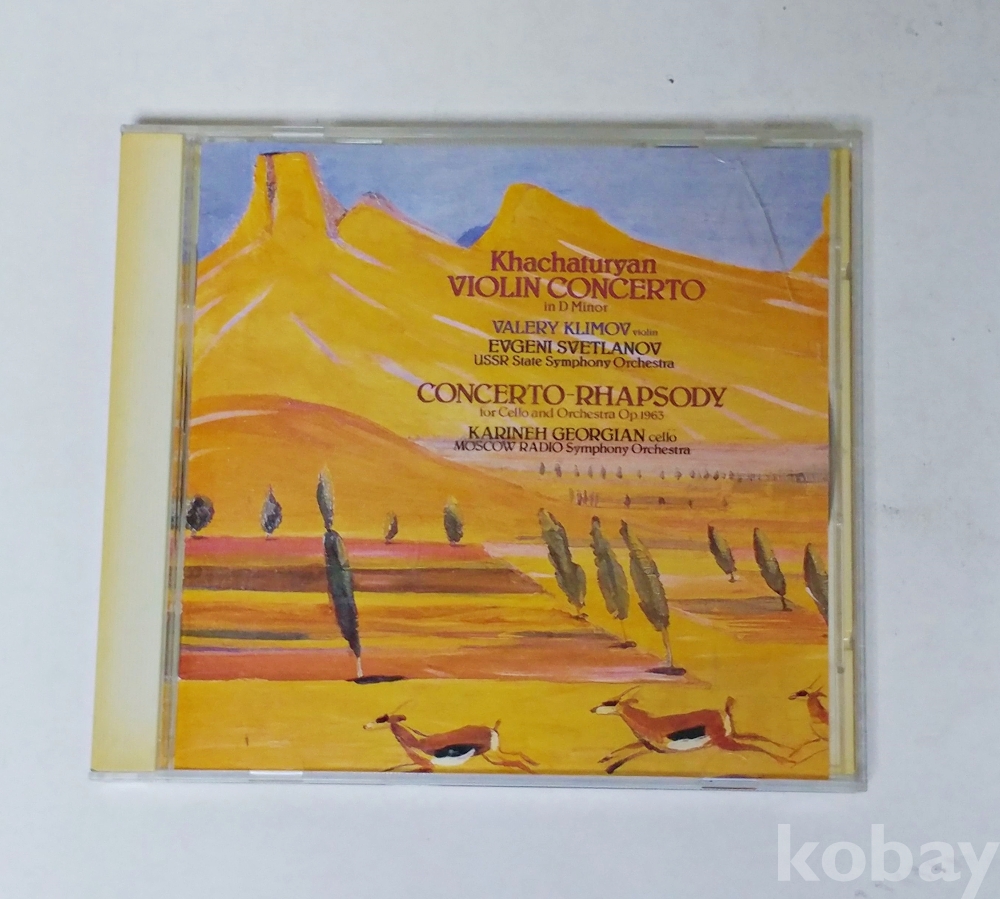 Khachaturyan
VIOLIN CONCERTO
in D Minor
VALERY KLIMOV violin
EVGENI SVETLANOV
USSR State Symphony Orchestra
CONCERTO-RHAPSODY
for Cello and Orchestra Op.1963
KARINEH GEORGIAN cello
MOSCOW RADIO Symphony Orchestra
kobay